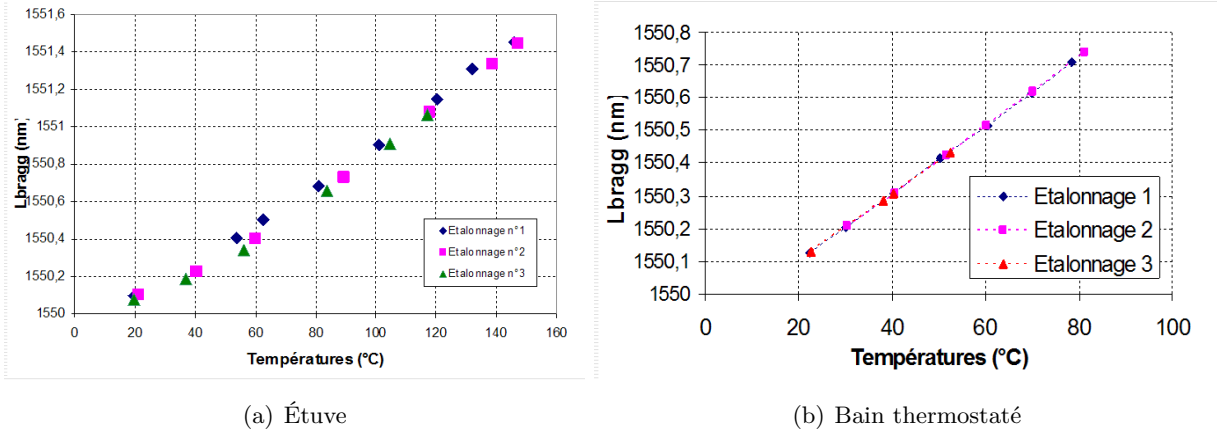 1551,6
1551,4
1551,2
1551
1550,8
1550,6
1550,4
1550,2
1550
0 20 40 60 80 100 120 140 160
Lbragg (nm)
Températures (°C)
Etalonnage n°1
Etalonnage n°2
Etalonnage n°3
(a) Étuve
1550,8
1550,7
1550,6
1550,5
1550,4
1550,3
1550,2
1550,1
1550
0 20 40 60 80 100
Lbragg (nm)
Températures (°C)
Etalonnage 1
Etalonnage 2
Etalonnage 3
(b) Bain thermostaté